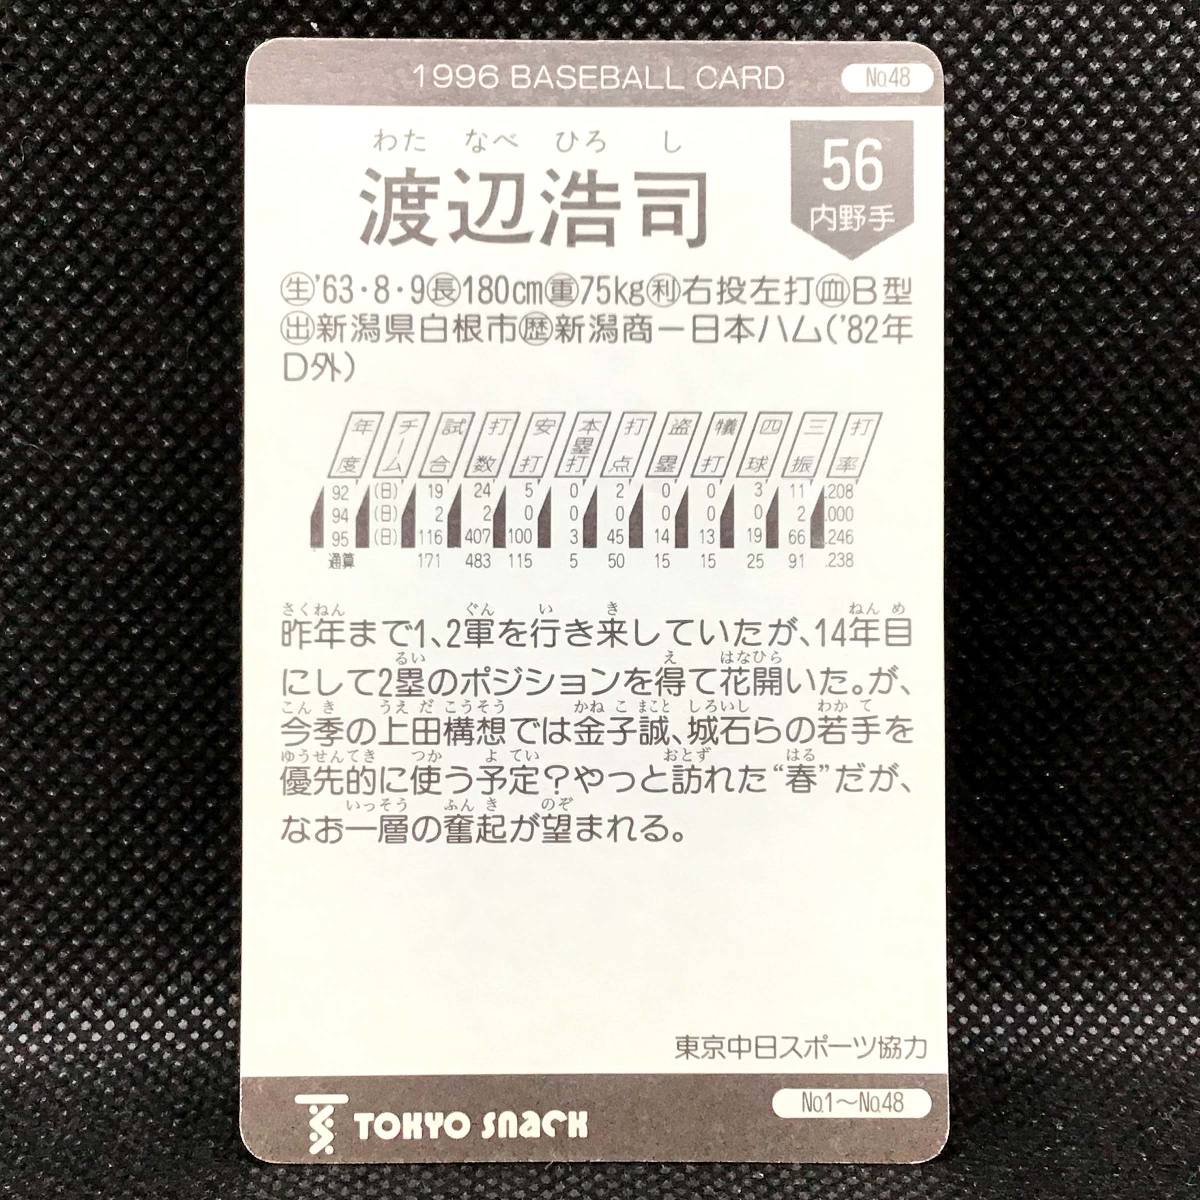 1996 BASEBALL CARD
No.48
わた なべ ひろ し
渡辺浩司
56
内野手
㊤生'63・8・9長180cm重75kg利右投左打血B型
出新潟県白根市歴新潟商ー日本ハム('82年
D外)
年度 チーム 試合 打数 安打 本塁打 打点 盗塁 犠打 四球 三振 打率
92 (日) 19 24 5 0 2 0 0 3 11 .208
94 (日) 2 2 0 0 0 0 0 0 2 .000
95 (日) 116 407 100 3 45 14 13 19 66 .246
通算 171 483 115 5 50 15 15 25 91 .238
さくねん ぐん い き ねん め
昨年まで1、2軍を行き来していたが、14年目
るい え はなひら
にして2塁のポジションを得て花開いた。が、
こん き うえ だ こうそう かね こ まこと しろいし わか て
今季の上田構想では金子誠、城石らの若手を
ゆうせんてき つか よ てい おとず はる
優先的に使う予定?やっと訪れた“春”だが、
いっそう ふん き のぞ
なお一層の奮起が望まれる。
東京中日スポーツ協力
TOKYO SNACK
No.1〜No.48